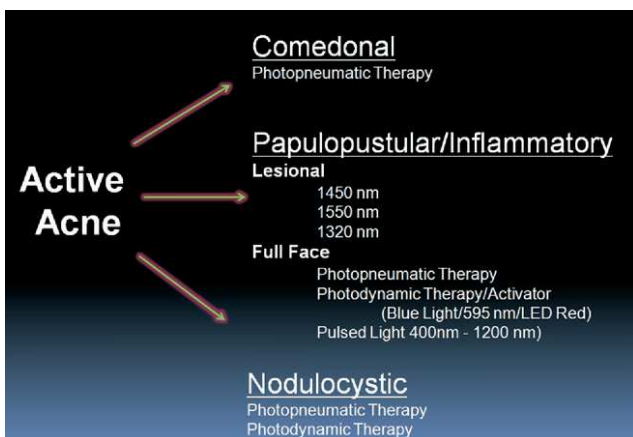 Active
Acne
Comedonal
Photopneumatic Therapy
Papulopustular/Inflammatory
Lesional
1450 nm
1550 nm
1320 nm
Full Face
Photopneumatic Therapy
Photodynamic Therapy/Activator
(Blue Light/595 nm/LED Red)
Pulsed Light 400nm - 1200 nm)
Nodulocystic
Photopneumatic Therapy
Photodynamic Therapy